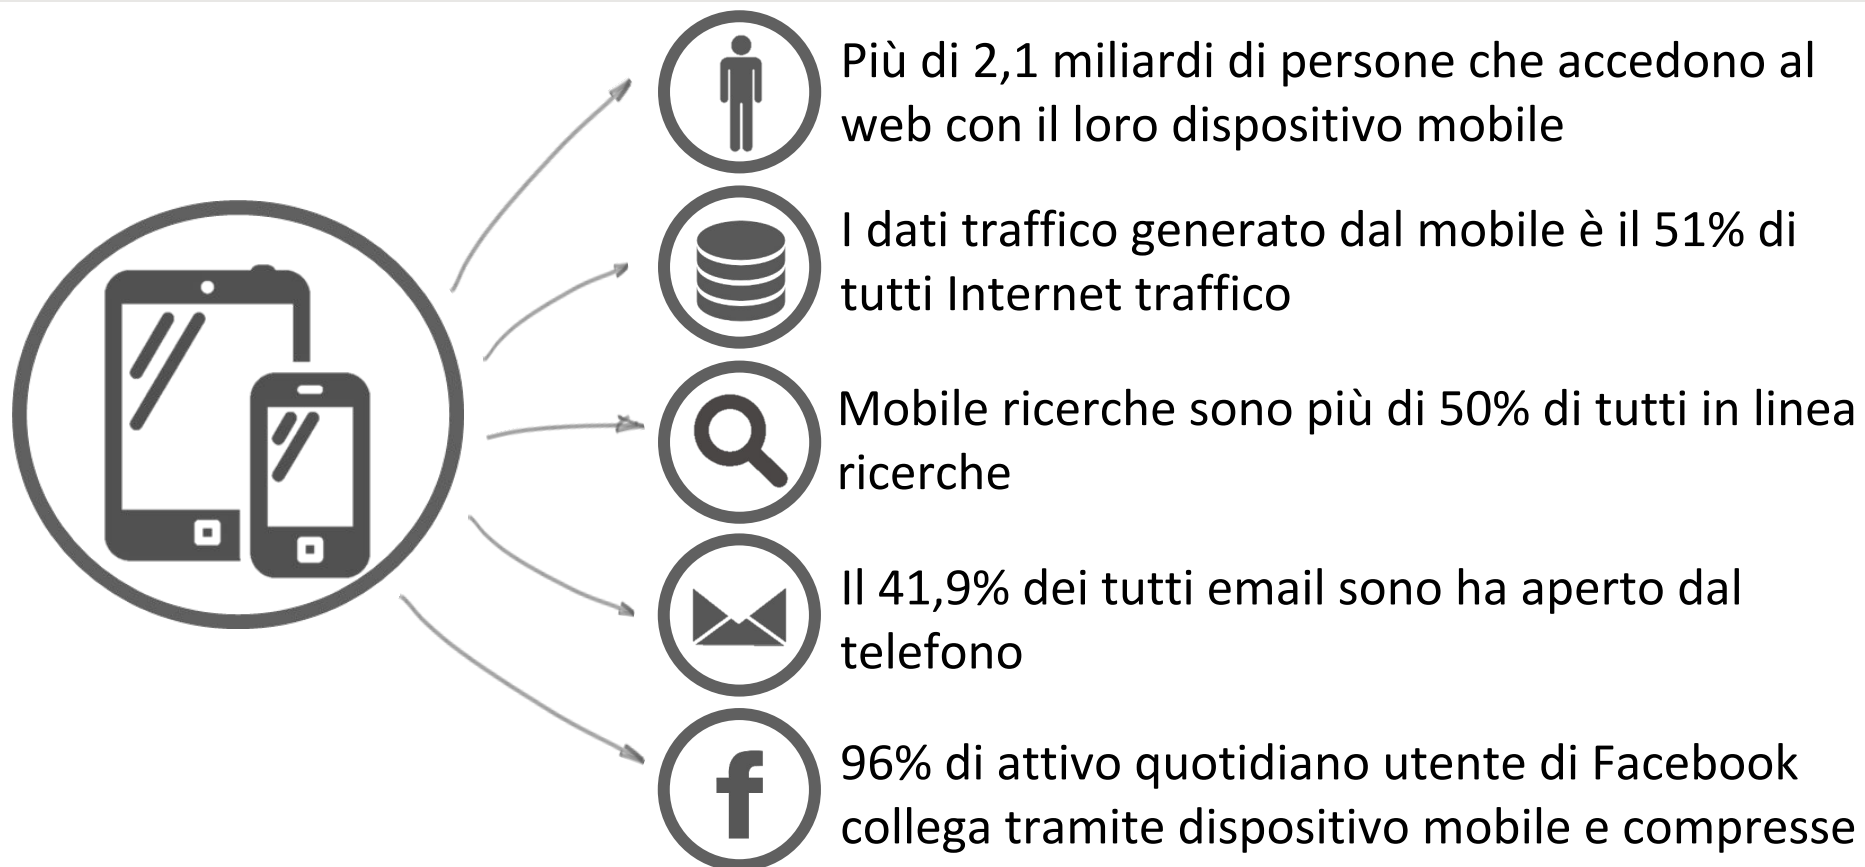 Più di 2,1 miliardi di persone che accedono al
web con il loro dispositivo mobile
I dati traffico generato dal mobile è il 51% di
tutti Internet traffico
Mobile ricerche sono più di 50% di tutti in linea
ricerche
Il 41,9% dei tutti email sono ha aperto dal
telefono
96% di attivo quotidiano utente di Facebook
collega tramite dispositivo mobile e compresse